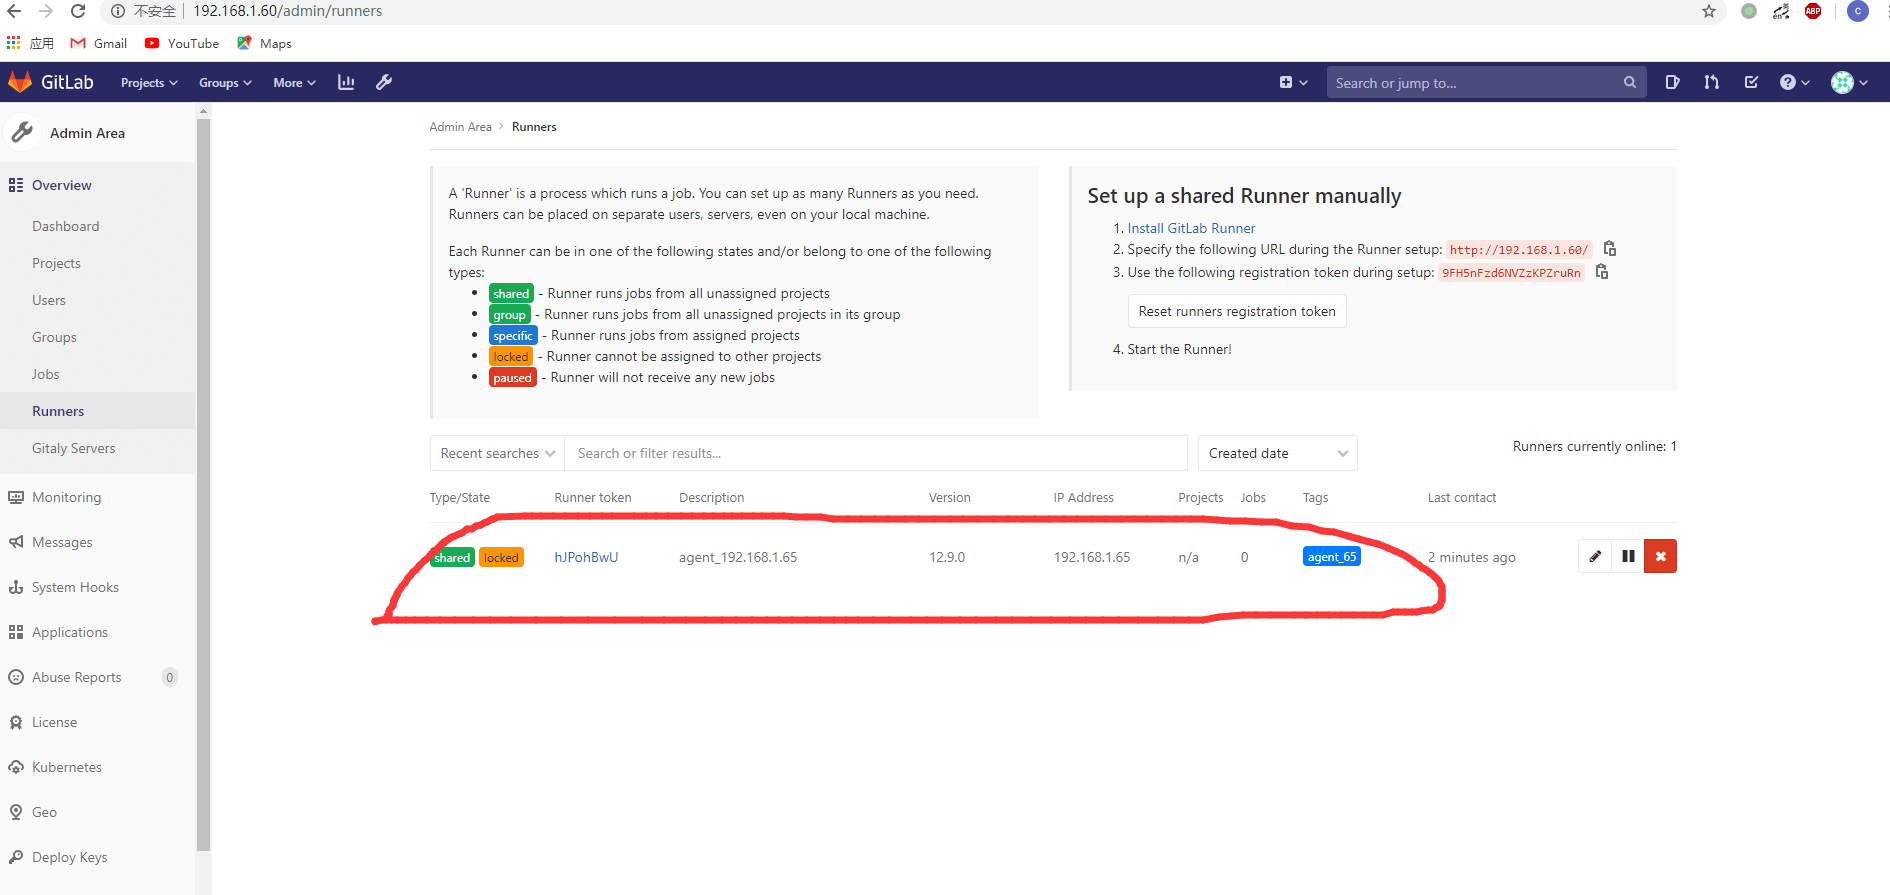 不安全 192.168.1.60/admin/runners
en 英 ABP C
应用 Gmail YouTube Maps
GitLab Projects Groups More Search or jump to...
Admin Area
Overview
Dashboard
Projects
Users
Groups
Jobs
Runners
Gitaly Servers
Monitoring
Messages
System Hooks
Applications
Abuse Reports 0
License
Kubernetes
Geo
Deploy Keys
Admin Area > Runners
A 'Runner' is a process which runs a job. You can set up as many Runners as you need.
Runners can be placed on separate users, servers, even on your local machine.
Each Runner can be in one of the following states and/or belong to one of the following
types:
• shared - Runner runs jobs from all unassigned projects
• group - Runner runs jobs from all unassigned projects in its group
• specific - Runner runs jobs from assigned projects
• locked - Runner cannot be assigned to other projects
• paused - Runner will not receive any new jobs
Set up a shared Runner manually
1. Install GitLab Runner
2. Specify the following URL during the Runner setup: http://192.168.1.60/
3. Use the following registration token during setup: 9FH5nFzd6NVZzKPZruRn
Reset runners registration token
4. Start the Runner!
Recent searches Search or filter results... Created date Runners currently online: 1
Type/State Runner token Description Version IP Address Projects Jobs Tags Last contact
shared locked hJPohBwU agent_192.168.1.65 12.9.0 192.168.1.65 n/a 0 agent_65 2 minutes ago